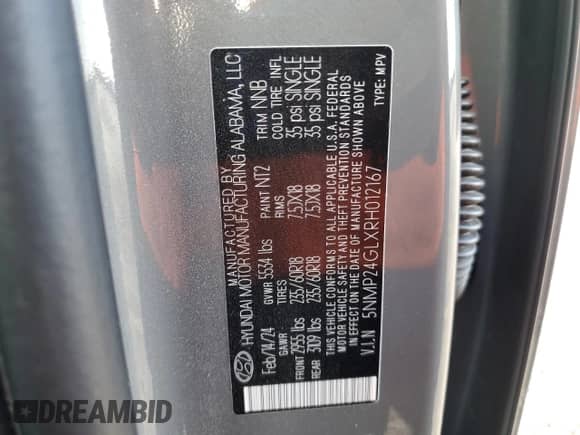 MANUFACTURED BY
HYUNDAI MOTOR MANUFACTURING ALABAMA, LLC
Feb/14/24 GVWR 5534 lbs PAINT NT2 TRIM NNB
GAWR TIRES RIMS COLD TIRE INFL
FRONT 2955 lbs 235/60R18 7.5JX18 35 psi SINGLE
REAR 3109 lbs 235/60R18 7.5JX18 35 psi SINGLE
THIS VEHICLE CONFORMS TO ALL APPLICABLE U.S.A. FEDERAL
MOTOR VEHICLE SAFETY AND THEFT PREVENTION STANDARDS
IN EFFECT ON THE DATE OF MANUFACTURE SHOWN ABOVE
V.I.N 5NMP24GLXRH012167
TYPE: MPV
DREAMBID